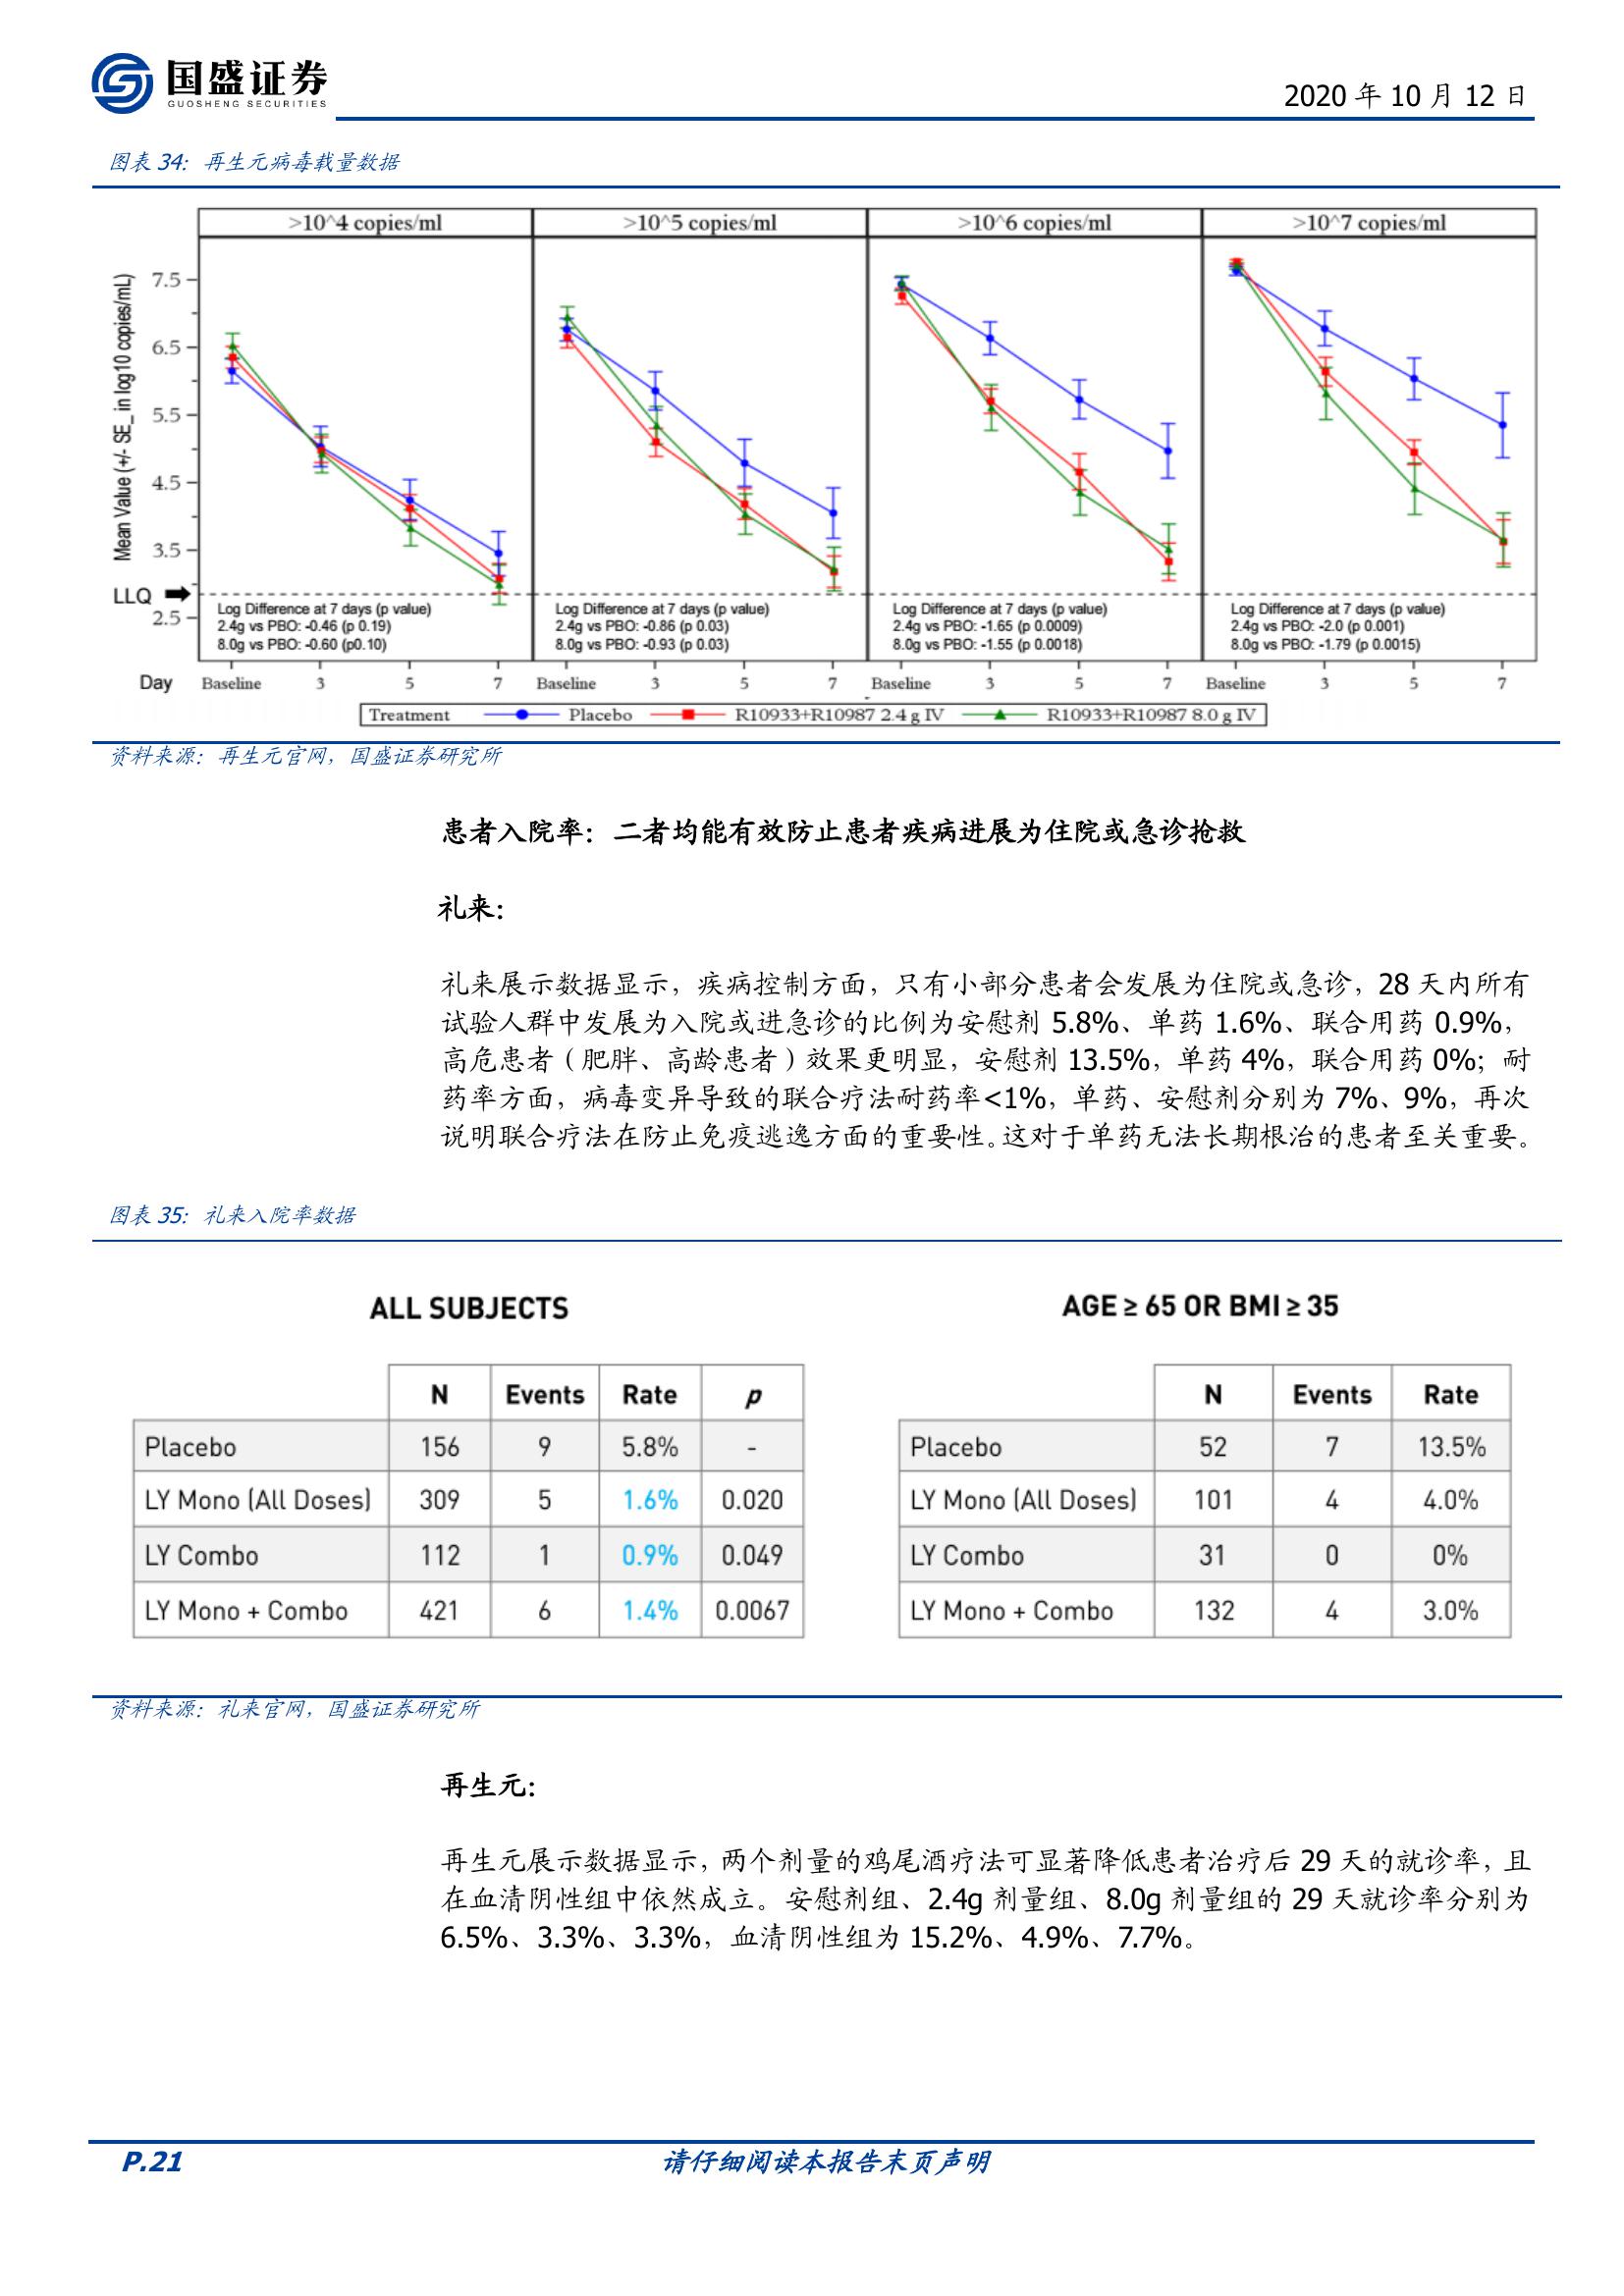 国盛证券
GUOSHENG SECURITIES
2020 年 10 月 12 日
图表 34：再生元病毒载量数据
>10^4 copies/ml >10^5 copies/ml >10^6 copies/ml >10^7 copies/ml
Mean Value (+/- SE_ in log10 copies/mL)
7.5
6.5
5.5
4.5
3.5
LLQ
2.5
Log Difference at 7 days (p value)
2.4g vs PBO: -0.46 (p 0.19)
8.0g vs PBO: -0.60 (p0.10)
Log Difference at 7 days (p value)
2.4g vs PBO: -0.86 (p 0.03)
8.0g vs PBO: -0.93 (p 0.03)
Log Difference at 7 days (p value)
2.4g vs PBO: -1.65 (p 0.0009)
8.0g vs PBO: -1.55 (p 0.0018)
Log Difference at 7 days (p value)
2.4g vs PBO: -2.0 (p 0.001)
8.0g vs PBO: -1.79 (p 0.0015)
Day Baseline 3 5 7 Baseline 3 5 7 Baseline 3 5 7 Baseline 3 5 7
Treatment Placebo R10933+R10987 2.4 g IV R10933+R10987 8.0 g IV
资料来源：再生元官网，国盛证券研究所
患者入院率：二者均能有效防止患者疾病进展为住院或急诊抢救
礼来：
礼来展示数据显示，疾病控制方面，只有小部分患者会发展为住院或急诊，28 天内所有
试验人群中发展为入院或进急诊的比例为安慰剂 5.8%、单药 1.6%、联合用药 0.9%，
高危患者（肥胖、高龄患者）效果更明显，安慰剂 13.5%，单药 4%，联合用药 0%；耐
药率方面，病毒变异导致的联合疗法耐药率<1%，单药、安慰剂分别为 7%、9%，再次
说明联合疗法在防止免疫逃逸方面的重要性。这对于单药无法长期根治的患者至关重要。
图表 35：礼来入院率数据
ALL SUBJECTS
N Events Rate p
Placebo 156 9 5.8% -
LY Mono (All Doses) 309 5 1.6% 0.020
LY Combo 112 1 0.9% 0.049
LY Mono + Combo 421 6 1.4% 0.0067
AGE ≥ 65 OR BMI ≥ 35
N Events Rate
Placebo 52 7 13.5%
LY Mono (All Doses) 101 4 4.0%
LY Combo 31 0 0%
LY Mono + Combo 132 4 3.0%
资料来源：礼来官网，国盛证券研究所
再生元：
再生元展示数据显示，两个剂量的鸡尾酒疗法可显著降低患者治疗后 29 天的就诊率，且
在血清阴性组中依然成立。安慰剂组、2.4g 剂量组、8.0g 剂量组的 29 天就诊率分别为
6.5%、3.3%、3.3%，血清阴性组为 15.2%、4.9%、7.7%。
P.21
请仔细阅读本报告末页声明